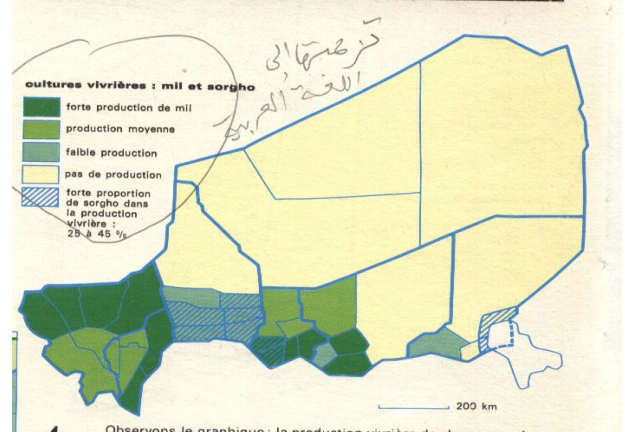 cultures vivrières : mil et sorgho
forte production de mil
production moyenne
faible production
pas de production
forte proportion
de sorgho dans
la production
vivrière :
25 à 45 %
ترجمتها إلى
اللغة العربية
200 km
Observons le graphique : la production vivrière